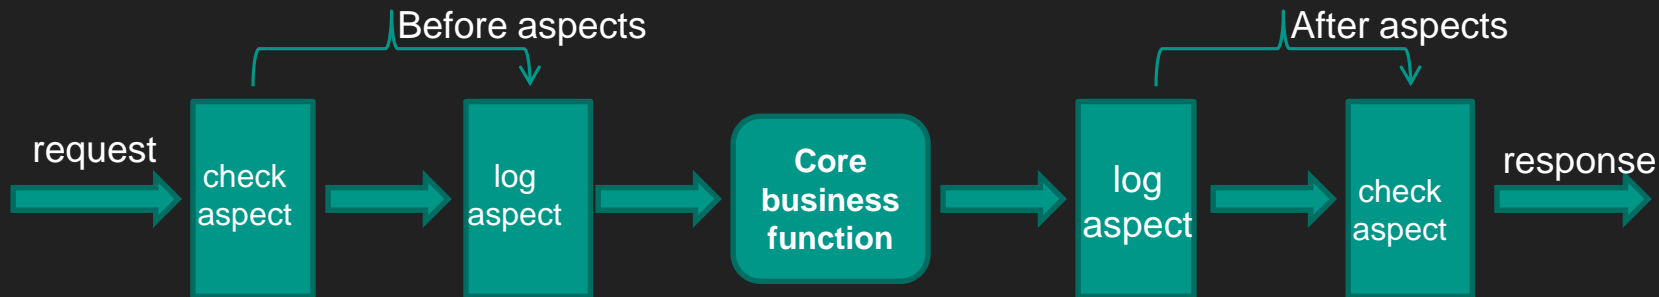 Before aspects
After aspects
request
check
aspect
log
aspect
Core
business
function
log
aspect
check
aspect
response